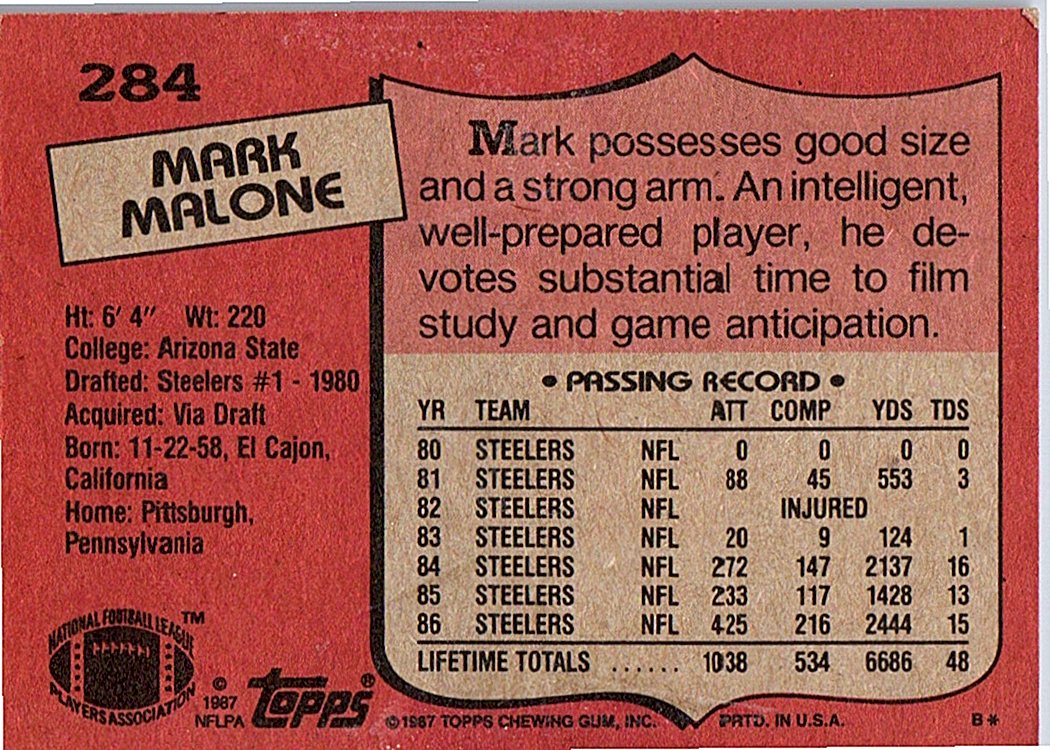 284
MARK
MALONE
Ht: 6' 4" Wt: 220
College: Arizona State
Drafted: Steelers #1 - 1980
Acquired: Via Draft
Born: 11-22-58, El Cajon,
California
Home: Pittsburgh,
Pennsylvania
Mark possesses good size
and a strong arm. An intelligent,
well-prepared player, he de-
votes substantial time to film
study and game anticipation.
• PASSING RECORD •
YR TEAM ATT COMP YDS TDS
80 STEELERS NFL 0 0 0 0
81 STEELERS NFL 88 45 553 3
82 STEELERS NFL INJURED
83 STEELERS NFL 20 9 124 1
84 STEELERS NFL 272 147 2137 16
85 STEELERS NFL 233 117 1428 13
86 STEELERS NFL 425 216 2444 15
LIFETIME TOTALS ...... 1038 534 6686 48
NATIONAL FOOTBALL LEAGUE ™
PLAYERS ASSOCIATION
©
1987
NFLPA
topps®
© 1987 TOPPS CHEWING GUM, INC. PRTD. IN U.S.A. B*